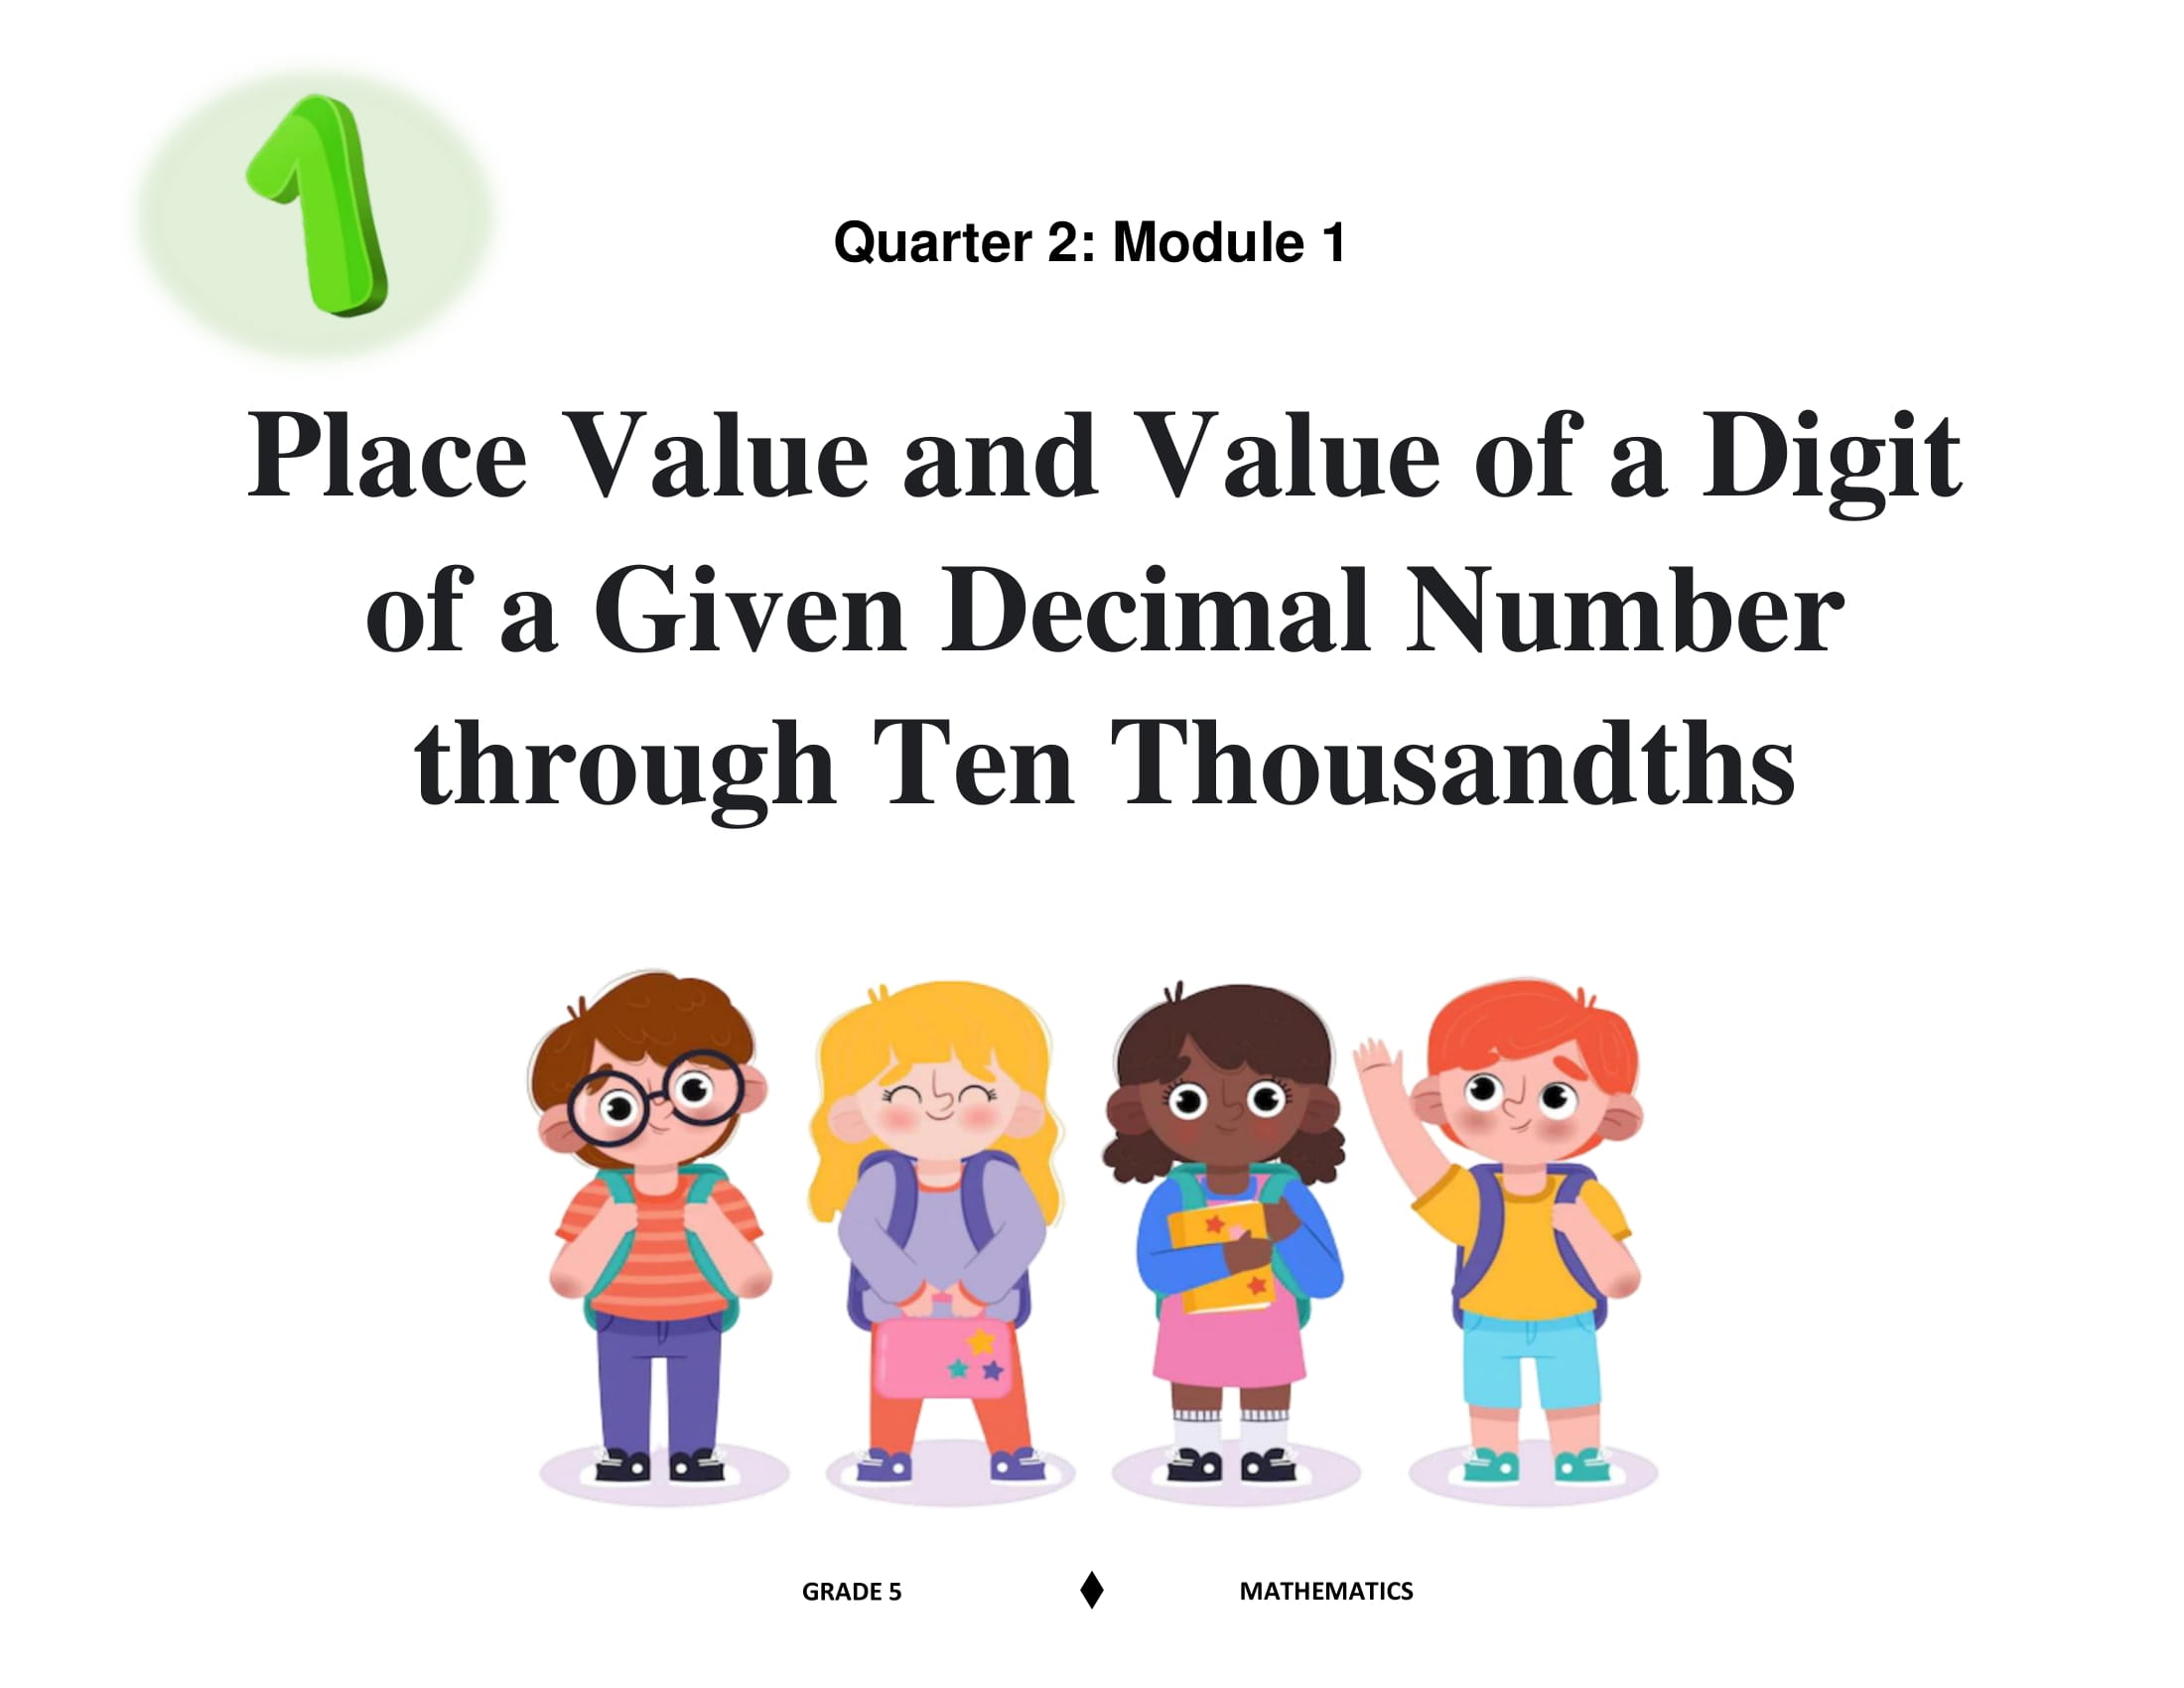 1
Quarter 2: Module 1
Place Value and Value of a Digit
of a Given Decimal Number
through Ten Thousandths
GRADE 5 ♦ MATHEMATICS